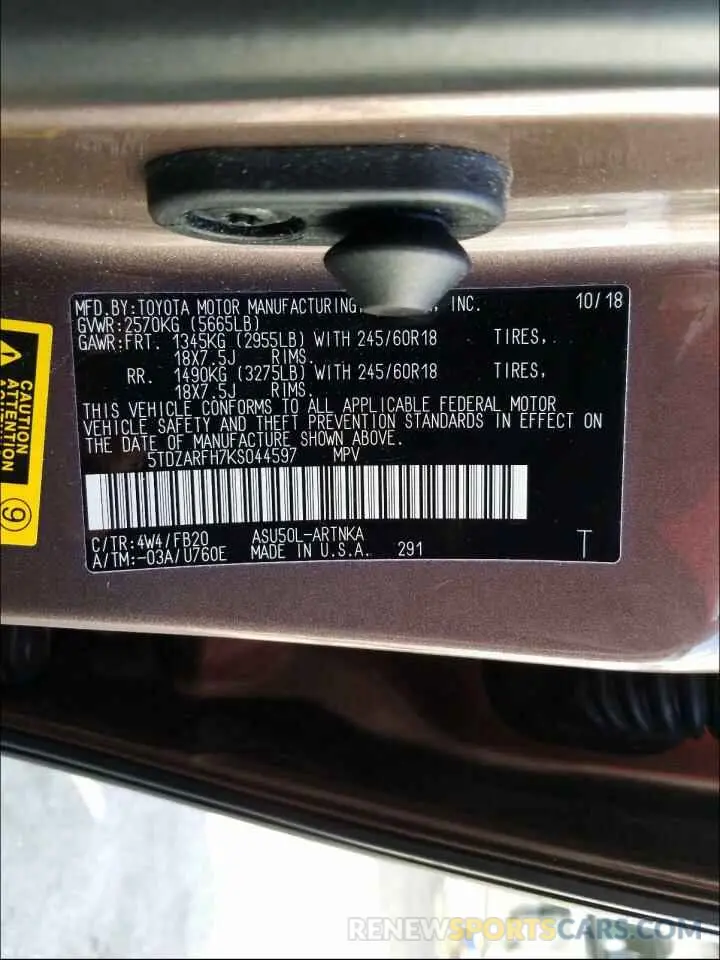 MFD.BY:TOYOTA MOTOR MANUFACTURING, INC. 10/18
GVWR:2570KG (5665LB)
GAWR:FRT. 1345KG (2955LB) WITH 245/60R18 TIRES,
18X7.5J RIMS.
RR. 1490KG (3275LB) WITH 245/60R18 TIRES,
18X7.5J RIMS.
THIS VEHICLE CONFORMS TO ALL APPLICABLE FEDERAL MOTOR
VEHICLE SAFETY AND THEFT PREVENTION STANDARDS IN EFFECT ON
THE DATE OF MANUFACTURE SHOWN ABOVE.
5TDZARFH7KS044597 MPV
C/TR:4W4/FB20 ASU50L-ARTNKA
A/TM:-03A/U760E MADE IN U.S.A. 291 T
CAUTION
ATTENTION
9
RENEWSPORTSCARS.COM